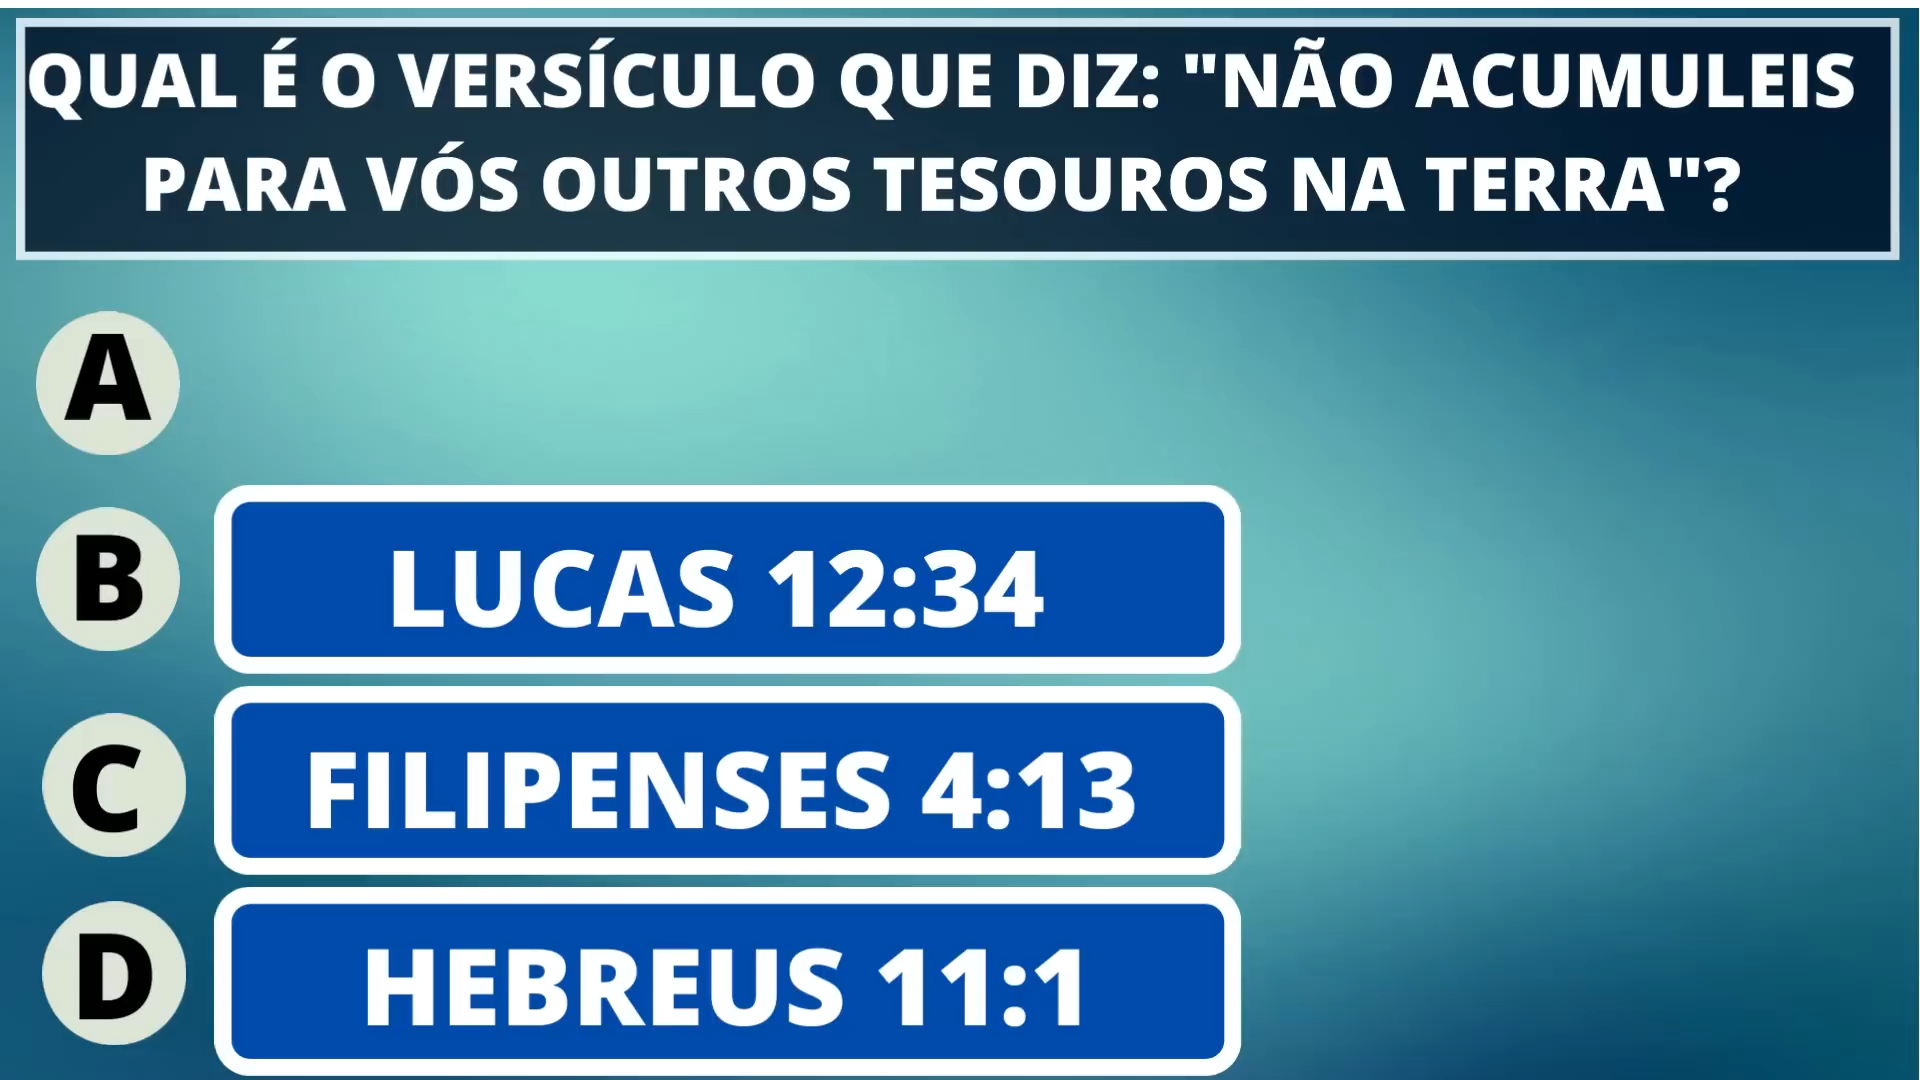 QUAL É O VERSÍCULO QUE DIZ: "NÃO ACUMULEIS
PARA VÓS OUTROS TESOUROS NA TERRA"?
A
B
LUCAS 12:34
C
FILIPENSES 4:13
D
HEBREUS 11:1